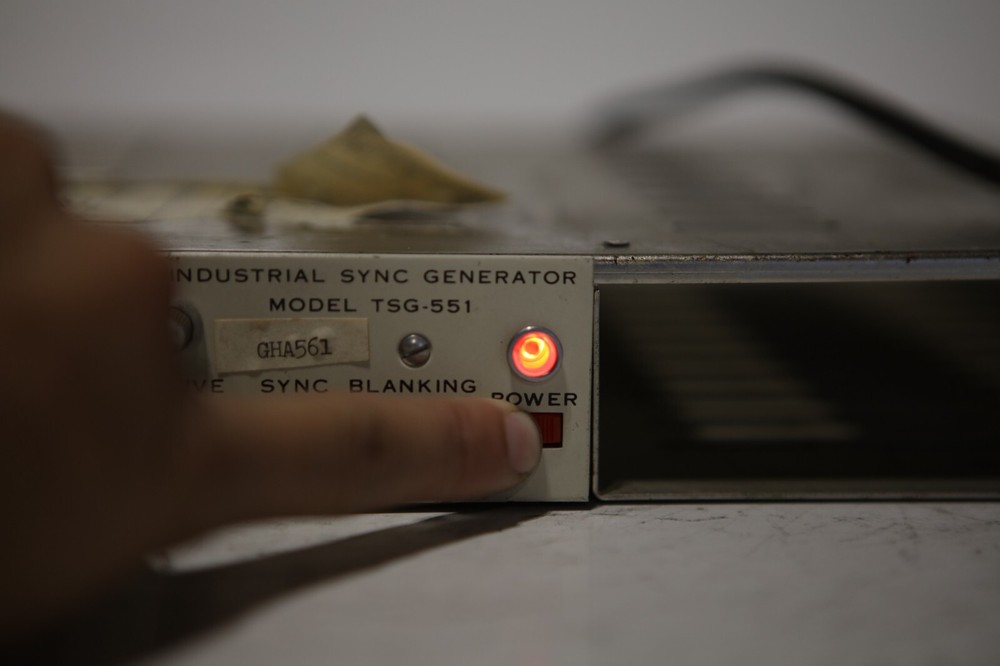 INDUSTRIAL SYNC GENERATOR
MODEL TSG-551
GHA561
SYNC BLANKING
POWER